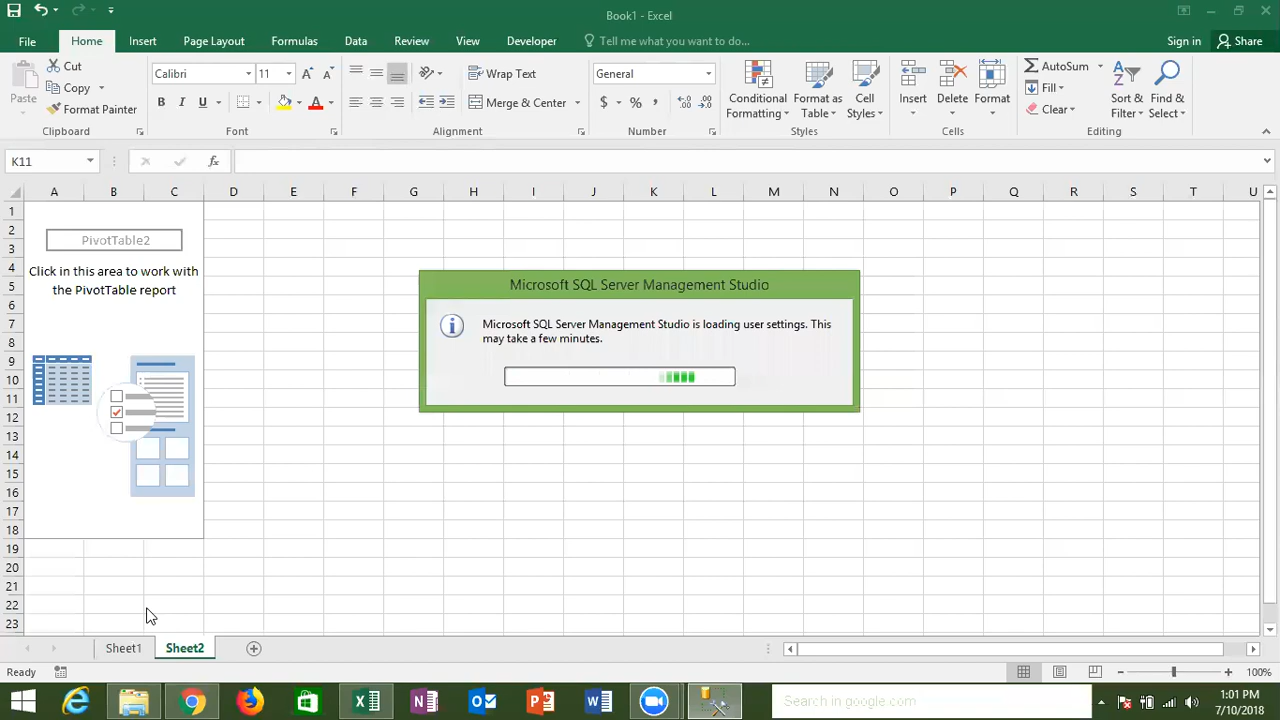 Book1 - Excel
File Home Insert Page Layout Formulas Data Review View Developer Tell me what you want to do... Sign in Share
Paste
Cut
Copy
Format Painter
Clipboard
Calibri 11
B I U
Font
Wrap Text
Merge & Center
Alignment
General
$ % ,
Number
Conditional Formatting
Format as Table
Cell Styles
Styles
Insert Delete Format
Cells
AutoSum
Fill
Clear
Sort & Filter
Find & Select
Editing
K11 fx
A B C D E F G H I J K L M N O P Q R S T U
1
2
3
4
5
6
7
8
9
10
11
12
13
14
15
16
17
18
19
20
21
22
23
PivotTable2
Click in this area to work with
the PivotTable report
Microsoft SQL Server Management Studio
Microsoft SQL Server Management Studio is loading user settings. This
may take a few minutes.
Sheet1 Sheet2
Ready 100%
Search in google.com
1:01 PM
7/10/2018